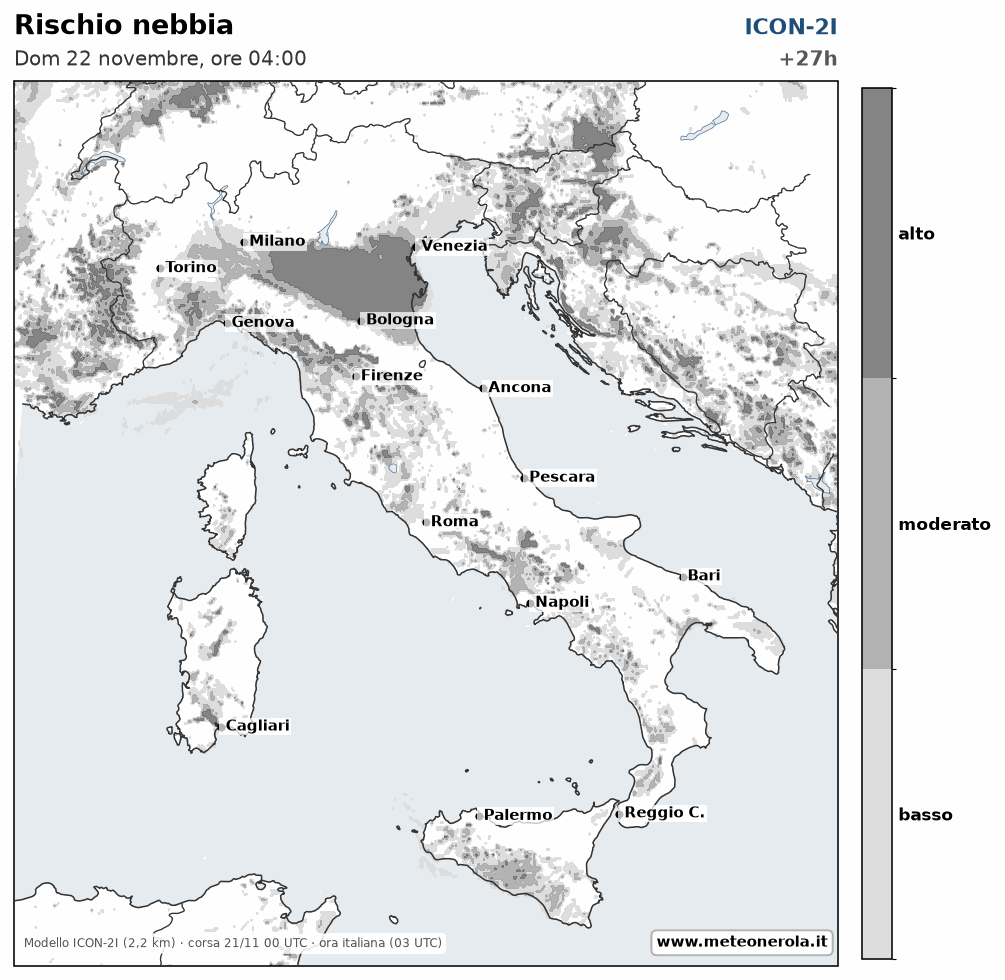 Rischio nebbia
ICON-2I
Dom 22 novembre, ore 04:00
+27h
Milano
Venezia
Torino
Genova
Bologna
Firenze
Ancona
Pescara
Roma
Bari
Napoli
Cagliari
Palermo
Reggio C.
alto
moderato
basso
Modello ICON-2I (2,2 km) · corsa 21/11 00 UTC · ora italiana (03 UTC)
www.meteonerola.it